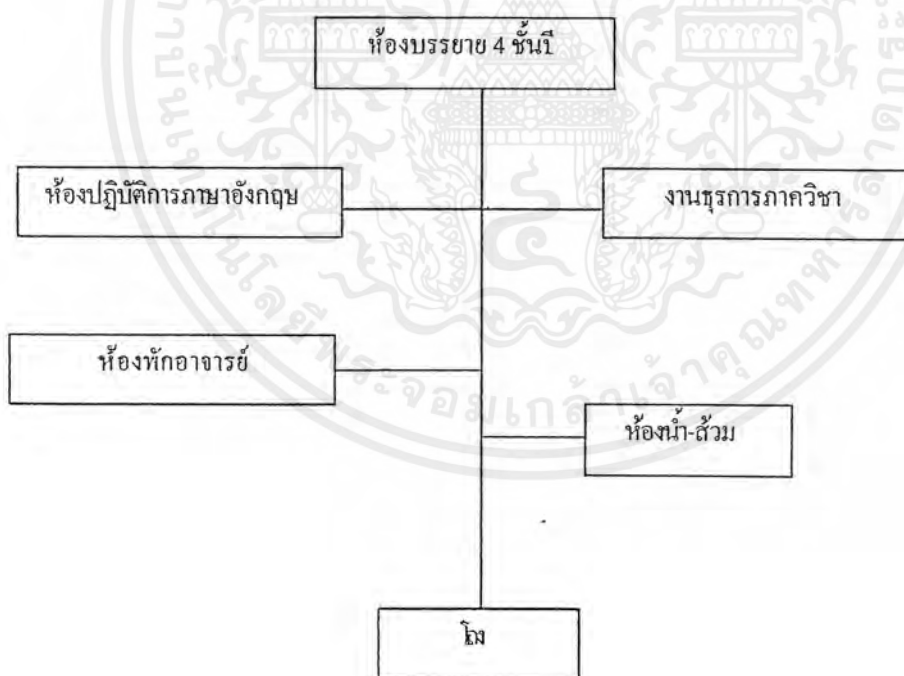 ห้องบรรยาย 4 ชั้นปี
ห้องปฏิบัติการภาษาอังกฤษ
งานธุรการภาควิชา
ห้องพักอาจารย์
ห้องน้ำ-ส้วม
โถง